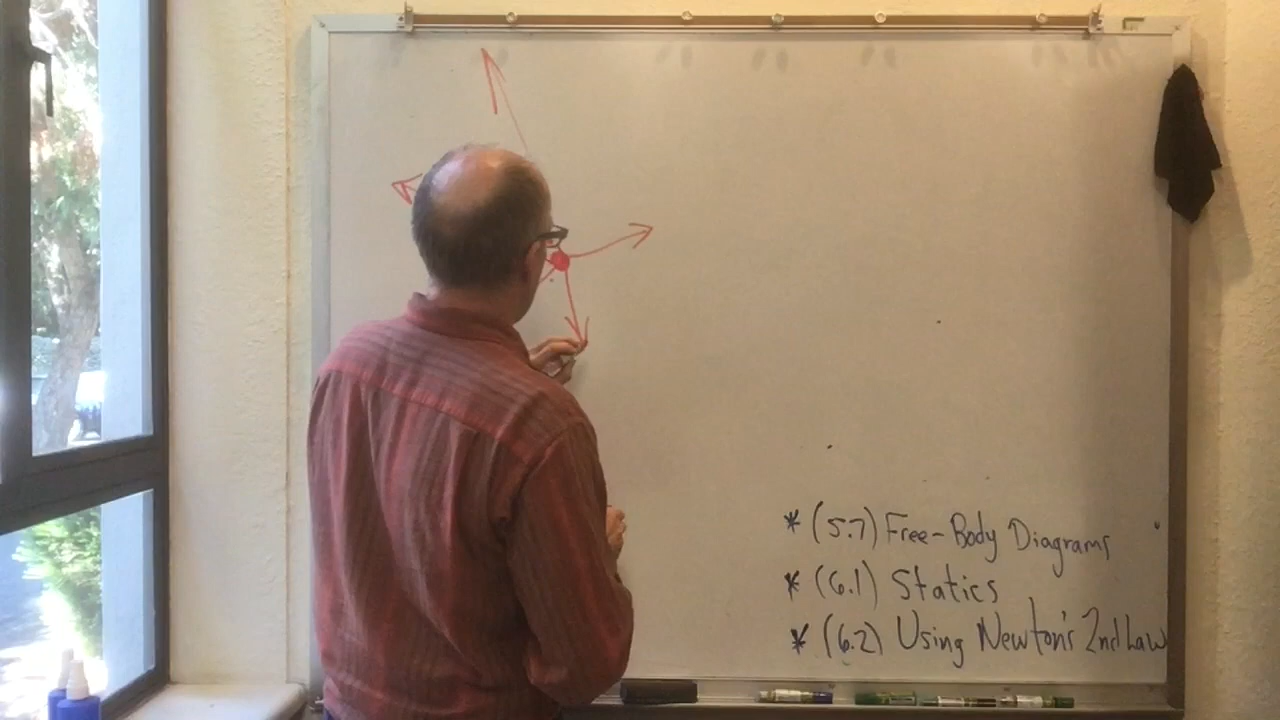 * (5.7) Free-Body Diagrams
* (6.1) Statics
* (6.2) Using Newton's 2nd Law